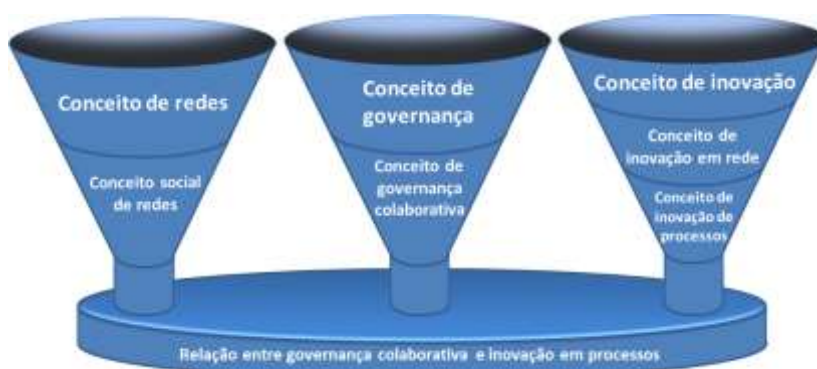 Conceito de redes
Conceito social
de redes
Conceito de
governança
Conceito de
governança
colaborativa
Conceito de inovação
Conceito de
inovação em rede
Conceito de
inovação de
processos
Relação entre governança colaborativa e inovação em processos